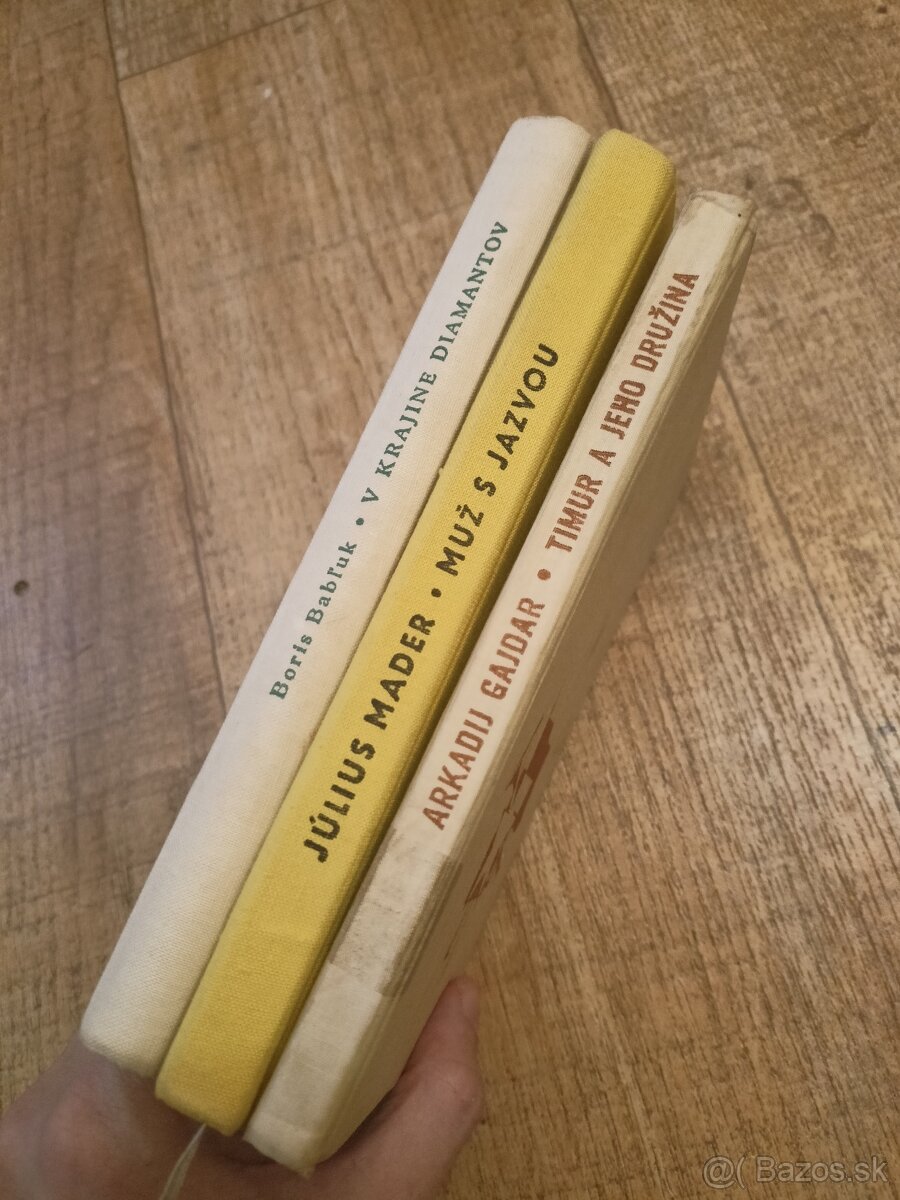 Boris Babľuk • V KRAJINE DIAMANTOV
JÚLIUS MADER • MUŽ S JAZVOU
ARKADIJ GAJDAR • TIMUR A JEHO DRUŽINA
@( Bazos.sk